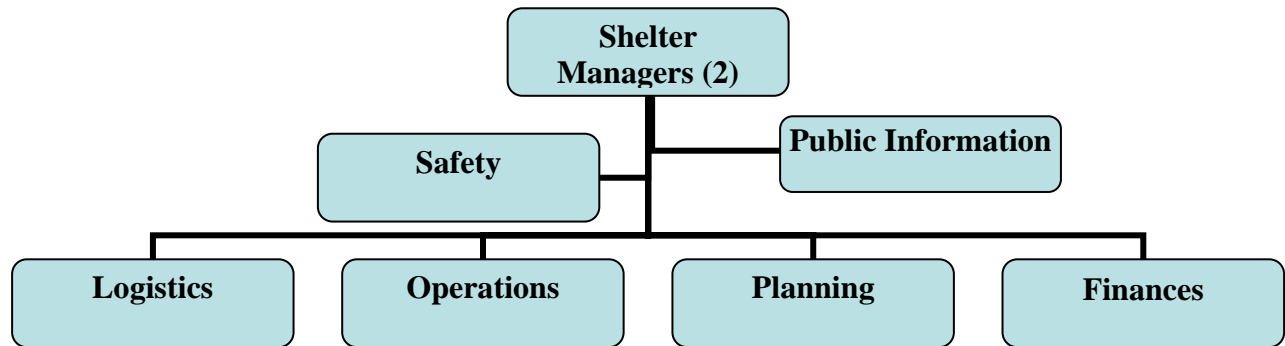 Shelter
Managers (2)
Public Information
Safety
Logistics
Operations
Planning
Finances